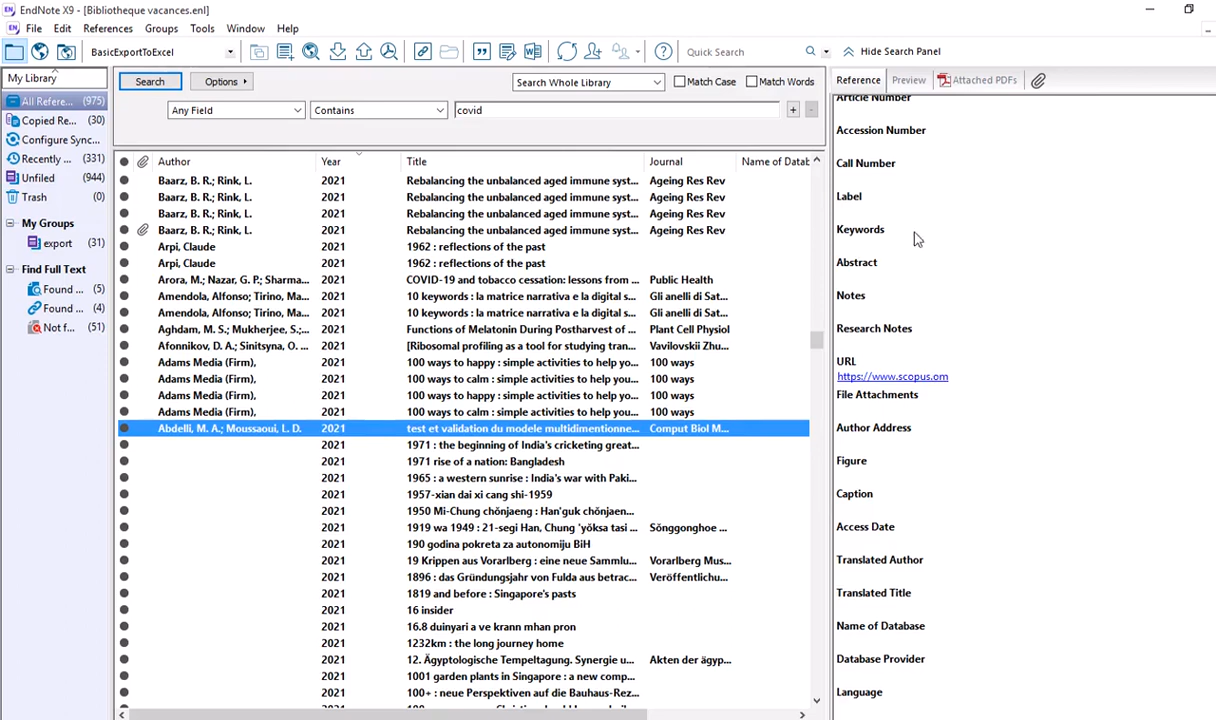 EndNote X9 - [Bibliotheque vacances.enl]
File Edit References Groups Tools Window Help
BasicExportToExcel Quick Search Hide Search Panel
My Library
All Refere... (975)
Copied Re... (30)
Configure Sync...
Recently ... (331)
Unfiled (944)
Trash (0)
My Groups
export (31)
Find Full Text
Found ... (5)
Found ... (4)
Not f... (51)
Search Options Search Whole Library Match Case Match Words
Any Field Contains covid + -
Author Year Title Journal Name of Datab
Baarz, B. R.; Rink, L. 2021 Rebalancing the unbalanced aged immune syst... Ageing Res Rev
Baarz, B. R.; Rink, L. 2021 Rebalancing the unbalanced aged immune syst... Ageing Res Rev
Baarz, B. R.; Rink, L. 2021 Rebalancing the unbalanced aged immune syst... Ageing Res Rev
Baarz, B. R.; Rink, L. 2021 Rebalancing the unbalanced aged immune syst... Ageing Res Rev
Arpi, Claude 2021 1962 : reflections of the past
Arpi, Claude 2021 1962 : reflections of the past
Arora, M.; Nazar, G. P.; Sharma... 2021 COVID-19 and tobacco cessation: lessons from ... Public Health
Amendola, Alfonso; Tirino, Ma... 2021 10 keywords : la matrice narrativa e la digital s... Gli anelli di Sat...
Amendola, Alfonso; Tirino, Ma... 2021 10 keywords : la matrice narrativa e la digital s... Gli anelli di Sat...
Aghdam, M. S.; Mukherjee, S.;... 2021 Functions of Melatonin During Postharvest of ... Plant Cell Physiol
Afonnikov, D. A.; Sinitsyna, O. ... 2021 [Ribosomal profiling as a tool for studying tran... Vavilovskii Zhu...
Adams Media (Firm), 2021 100 ways to happy : simple activities to help yo... 100 ways
Adams Media (Firm), 2021 100 ways to calm : simple activities to help you... 100 ways
Adams Media (Firm), 2021 100 ways to happy : simple activities to help yo... 100 ways
Adams Media (Firm), 2021 100 ways to calm : simple activities to help you... 100 ways
Abdelli, M. A.; Moussaoui, L. D. 2021 test et validation du modele multidimentionne... Comput Biol M...
2021 1971 : the beginning of India's cricketing great...
2021 1971 rise of a nation: Bangladesh
2021 1965 : a western sunrise : India's war with Paki...
2021 1957-xian dai xi cang shi-1959
2021 1950 Mi-Chung chŏnjaeng : Han'guk chŏnjaen...
2021 1919 wa 1949 : 21-segi Han, Chung 'yŏksa tasi ... Sŏnggonghoe ...
2021 190 godina pokreta za autonomiju BiH
2021 19 Krippen aus Vorarlberg : eine neue Sammlu... Vorarlberg Mus...
2021 1896 : das Gründungsjahr von Fulda aus betrac... Veröffentlichu...
2021 1819 and before : Singapore's pasts
2021 16 insider
2021 16.8 duinyari a ve krann mhan pron
2021 1232km : the long journey home
2021 12. Ägyptologische Tempeltagung. Synergie u... Akten der ägyp...
2021 1001 garden plants in Singapore : a new comp...
2021 100+ : neue Perspektiven auf die Bauhaus-Rez...
Reference Preview Attached PDFs
Article Number
Accession Number
Call Number
Label
Keywords
Abstract
Notes
Research Notes
URL
https://www.scopus.om
File Attachments
Author Address
Figure
Caption
Access Date
Translated Author
Translated Title
Name of Database
Database Provider
Language